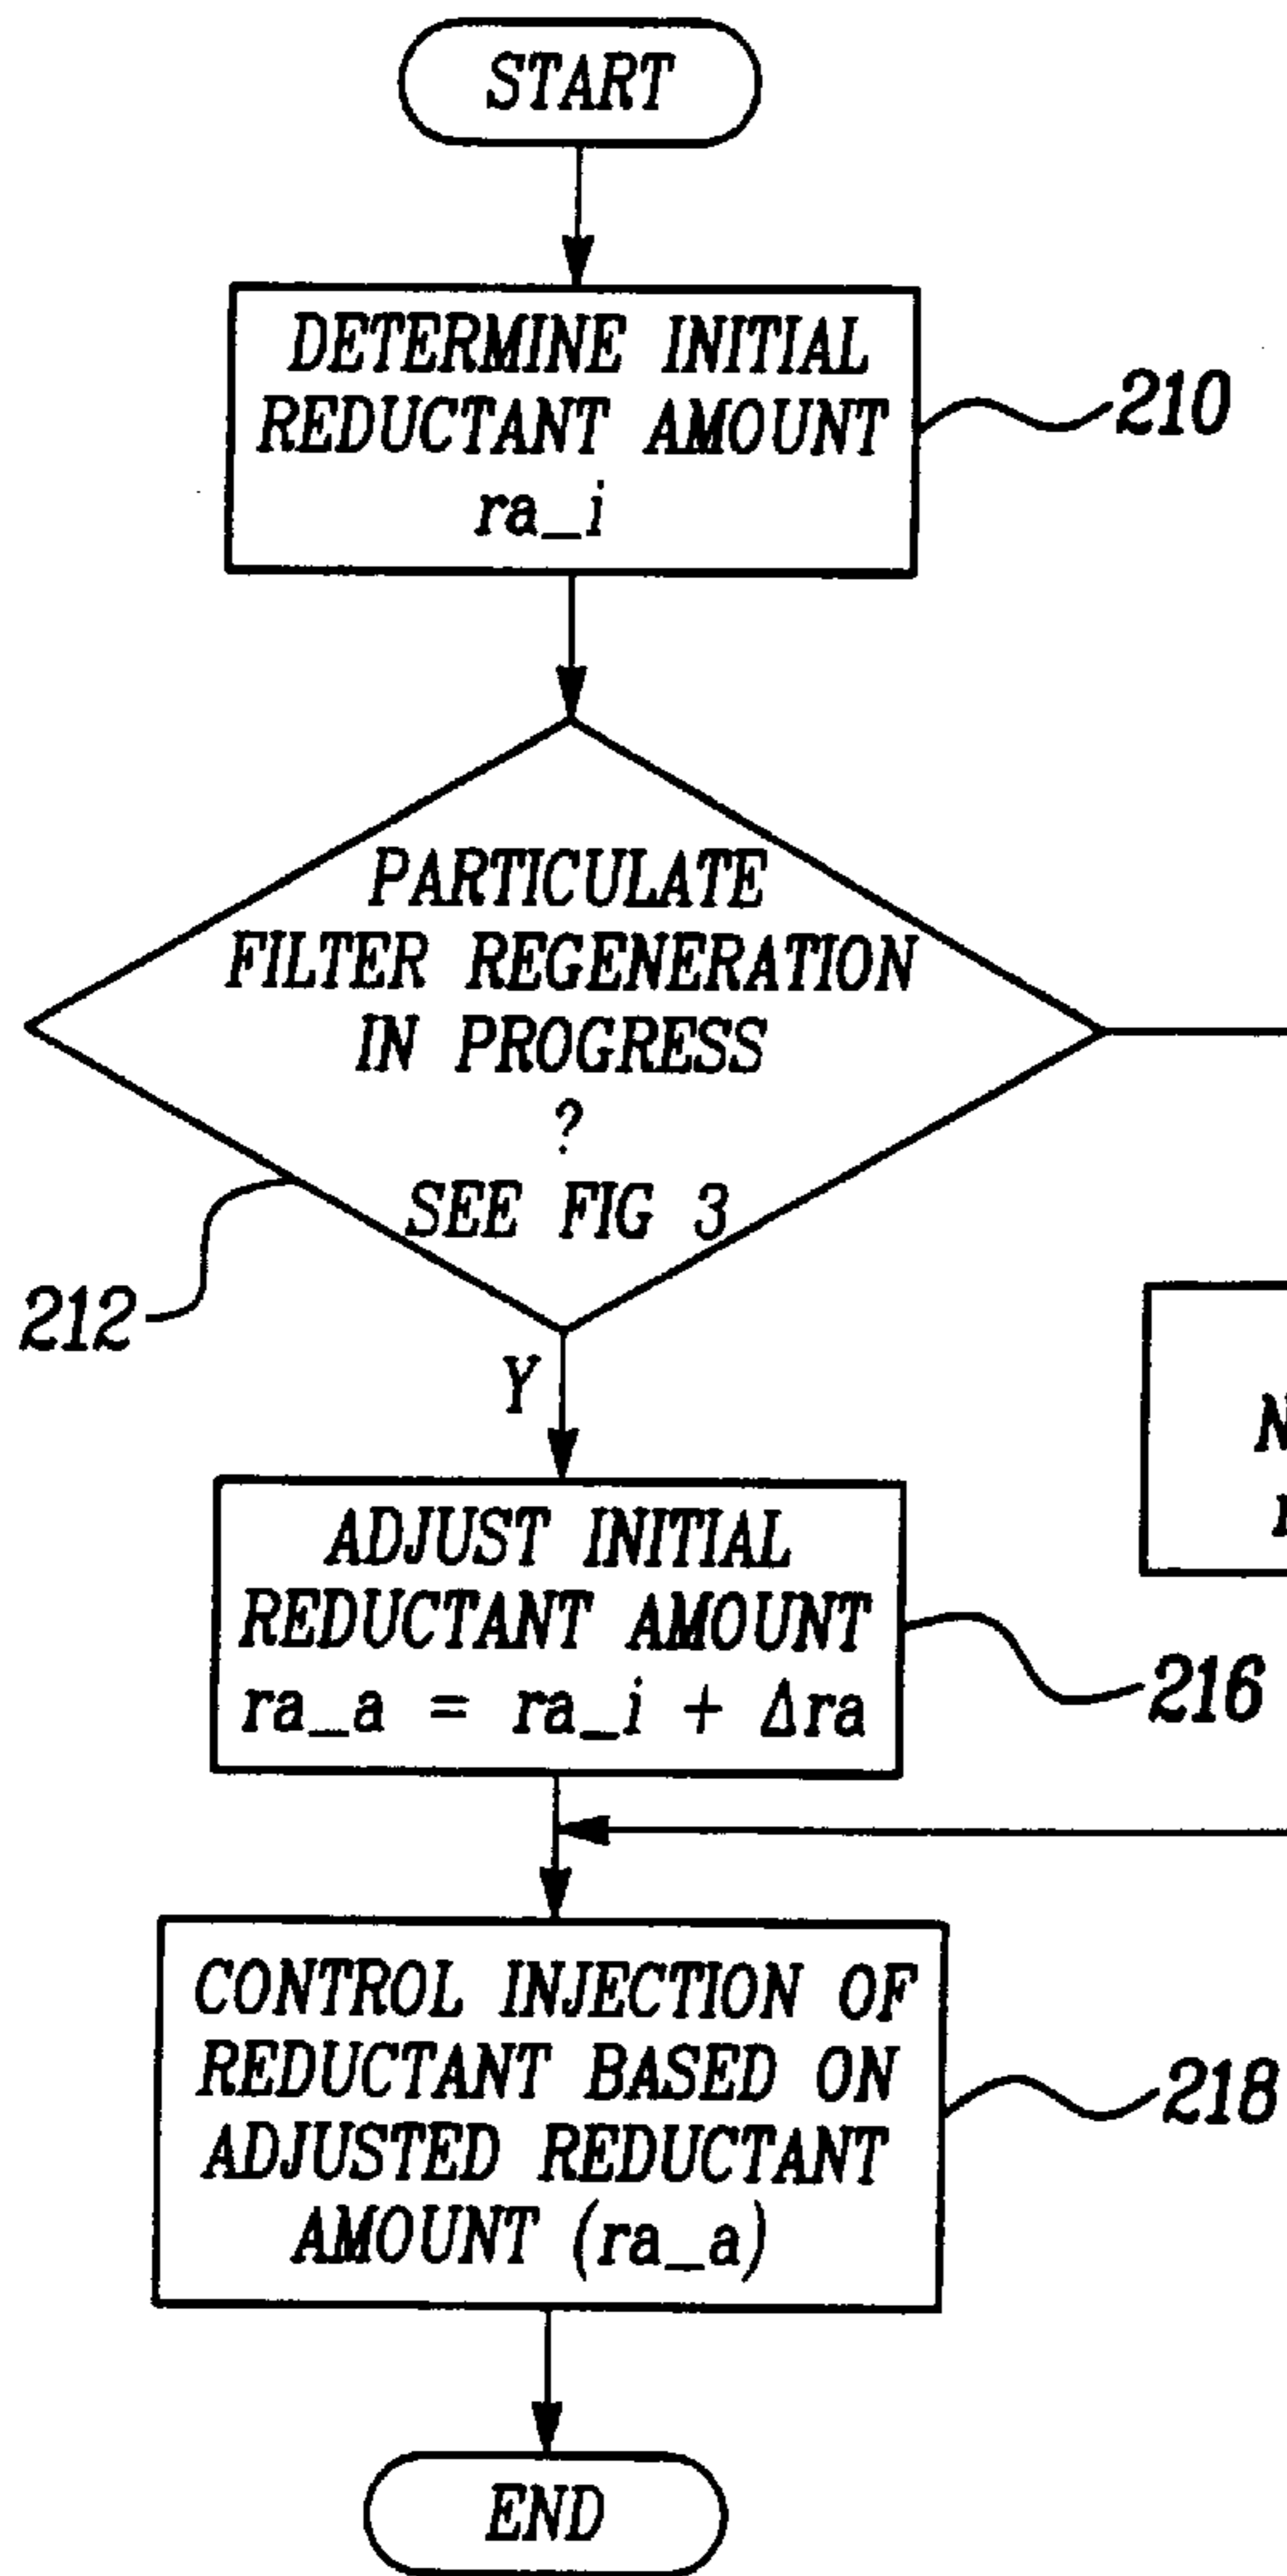 START
DETERMINE INITIAL
REDUCTANT AMOUNT
ra_i
210
PARTICULATE
FILTER REGENERATION
IN PROGRESS
?
SEE FIG 3
212
Y
ADJUST INITIAL
REDUCTANT AMOUNT
ra_a = ra_i + Δra
216
CONTROL INJECTION OF
REDUCTANT BASED ON
ADJUSTED REDUCTANT
AMOUNT (ra_a)
218
END